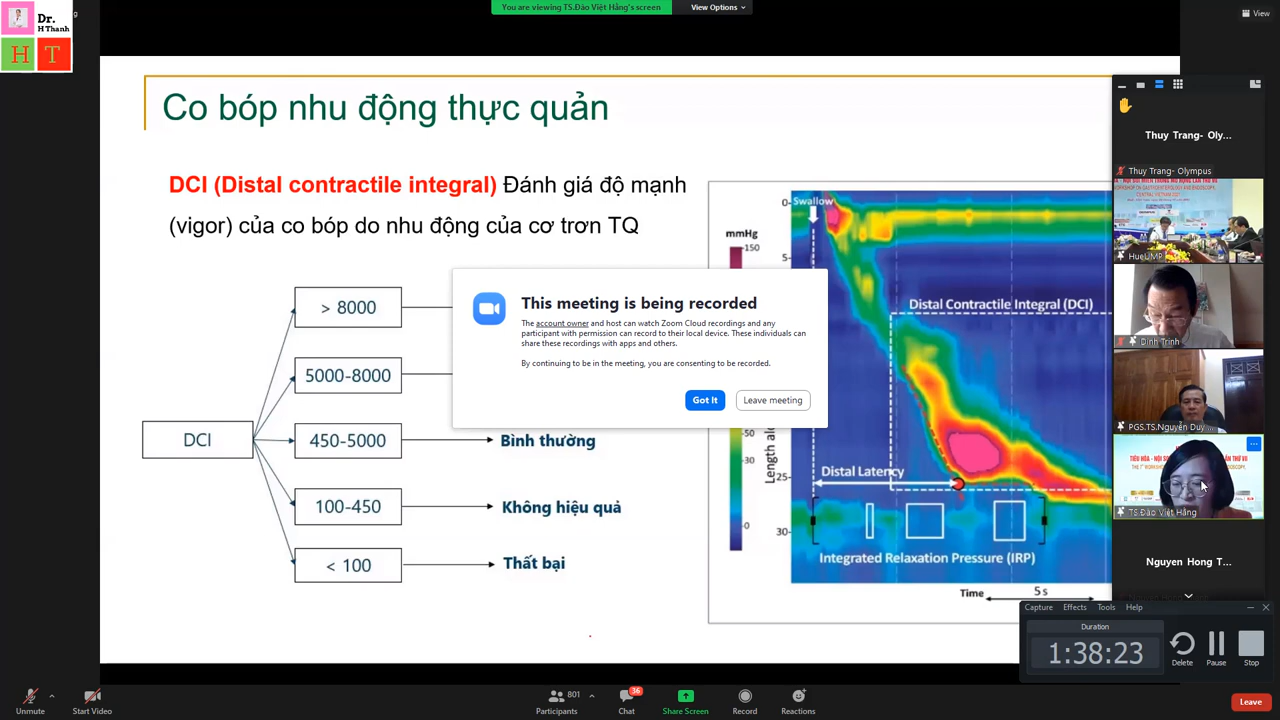 Dr.
H Thanh
H T
You are viewing TS.Đào Việt Hằng's screen
View Options
View
Co bóp nhu động thực quản
DCI (Distal contractile integral) Đánh giá độ mạnh
(vigor) của co bóp do nhu động của cơ trơn TQ
DCI
> 8000
5000-8000
450-5000
Bình thường
100-450
Không hiệu quả
< 100
Thất bại
Swallow
mmHg
150
0
5
Distal Contractile Integral (DCI)
50
30
0
25
30
Distal Latency
Integrated Relaxation Pressure (IRP)
Time
5 s
This meeting is being recorded
The account owner and host can watch Zoom Cloud recordings and any
participant with permission can record to their local device. These individuals can
share these recordings with apps and others.
By continuing to be in the meeting, you are consenting to be recorded.
Got it
Leave meeting
Thuy Trang- Oly...
Thuy Trang- Olympus
HueUMP
Dinh Trinh
PGS.TS.Nguyễn Duy ...
TS.Đào Việt Hằng
Nguyen Hong T...
Capture Effects Tools Help
Duration
1:38:23
Delete
Pause
Stop
Unmute
Start Video
801
Participants
36
Chat
Share Screen
Record
Reactions
Leave